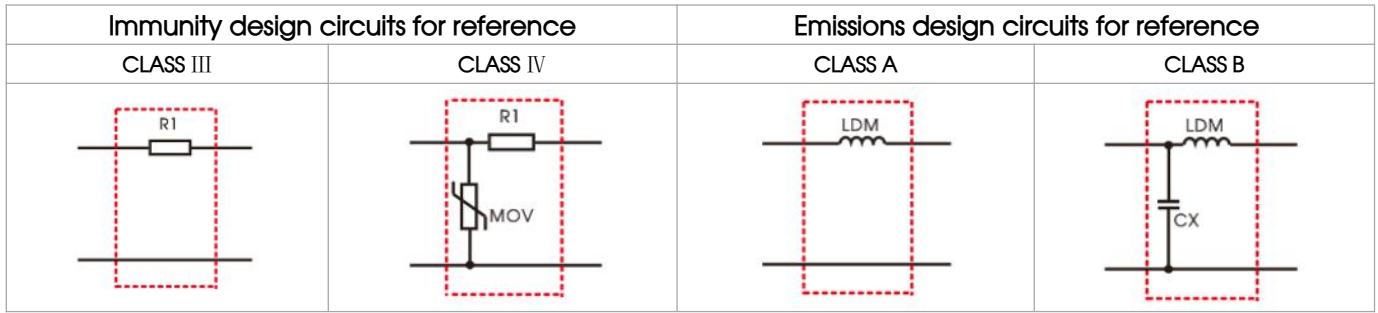 Immunity design circuits for reference
Emissions design circuits for reference
CLASS Ⅲ
CLASS Ⅳ
CLASS A
CLASS B
R1
R1
MOV
LDM
LDM
CX